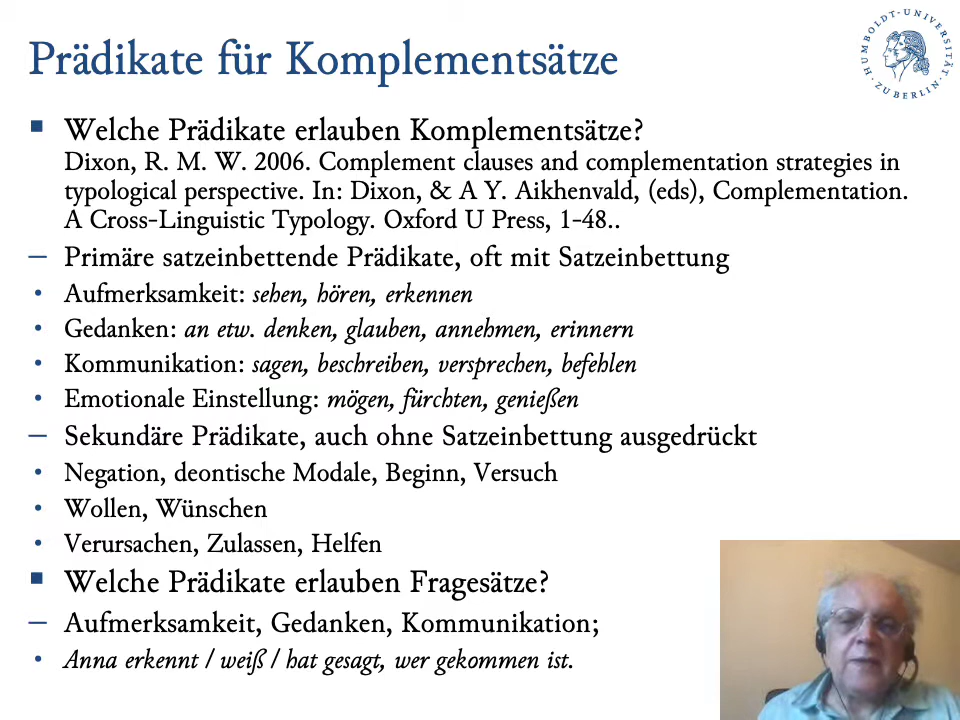 Prädikate für Komplementsätze
HUMBOLDT-UNIVERSITÄT
ZU BERLIN
Welche Prädikate erlauben Komplementsätze?
Dixon, R. M. W. 2006. Complement clauses and complementation strategies in
typological perspective. In: Dixon, & A Y. Aikhenvald, (eds), Complementation.
A Cross-Linguistic Typology. Oxford U Press, 1-48..
– Primäre satzeinbettende Prädikate, oft mit Satzeinbettung
• Aufmerksamkeit: sehen, hören, erkennen
• Gedanken: an etw. denken, glauben, annehmen, erinnern
• Kommunikation: sagen, beschreiben, versprechen, befehlen
• Emotionale Einstellung: mögen, fürchten, genießen
– Sekundäre Prädikate, auch ohne Satzeinbettung ausgedrückt
• Negation, deontische Modale, Beginn, Versuch
• Wollen, Wünschen
• Verursachen, Zulassen, Helfen
Welche Prädikate erlauben Fragesätze?
– Aufmerksamkeit, Gedanken, Kommunikation;
• Anna erkennt / weiß / hat gesagt, wer gekommen ist.